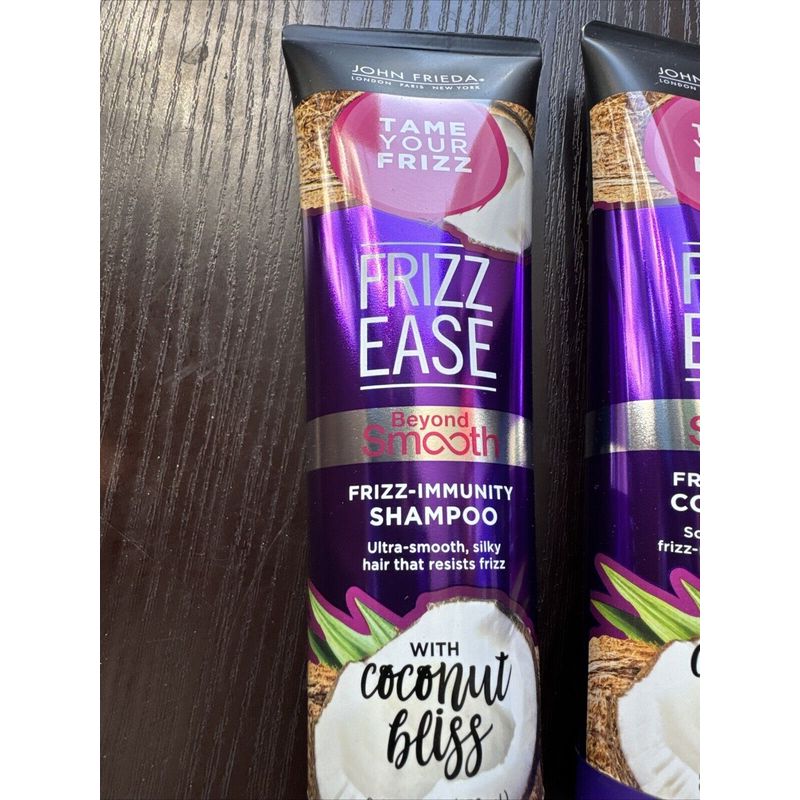 JOHN FRIEDA®
LONDON PARIS NEW YORK
TAME
YOUR
FRIZZ
FRIZZ
EASE
Beyond
Smooth
FRIZZ-IMMUNITY
SHAMPOO
Ultra-smooth, silky
hair that resists frizz
WITH
coconut
bliss
JOHN
LONDON